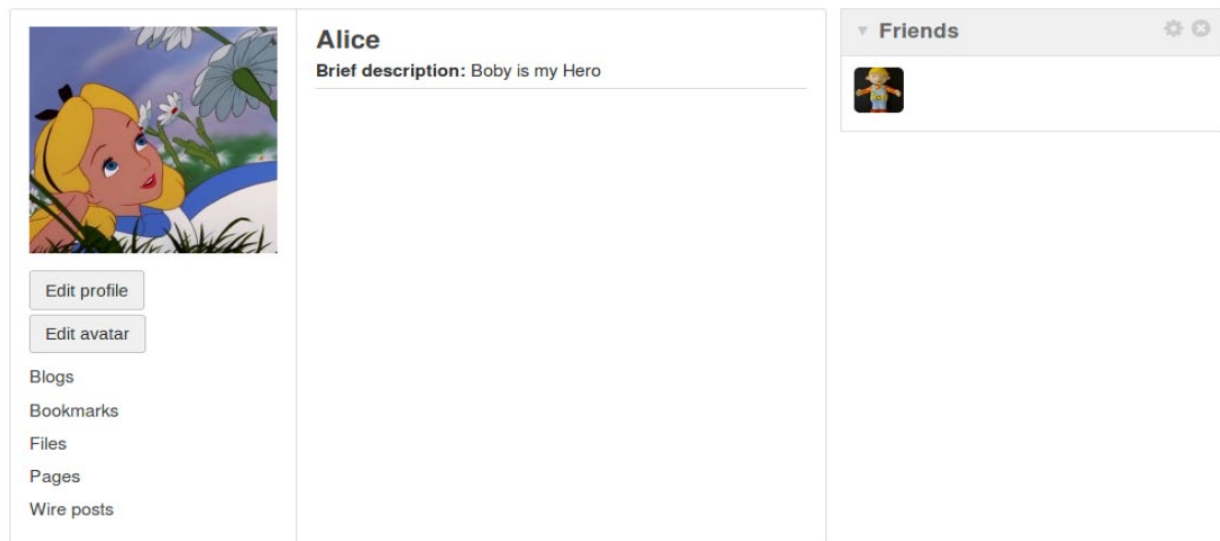 Alice
Brief description: Boby is my Hero
Edit profile
Edit avatar
Blogs
Bookmarks
Files
Pages
Wire posts
Friends